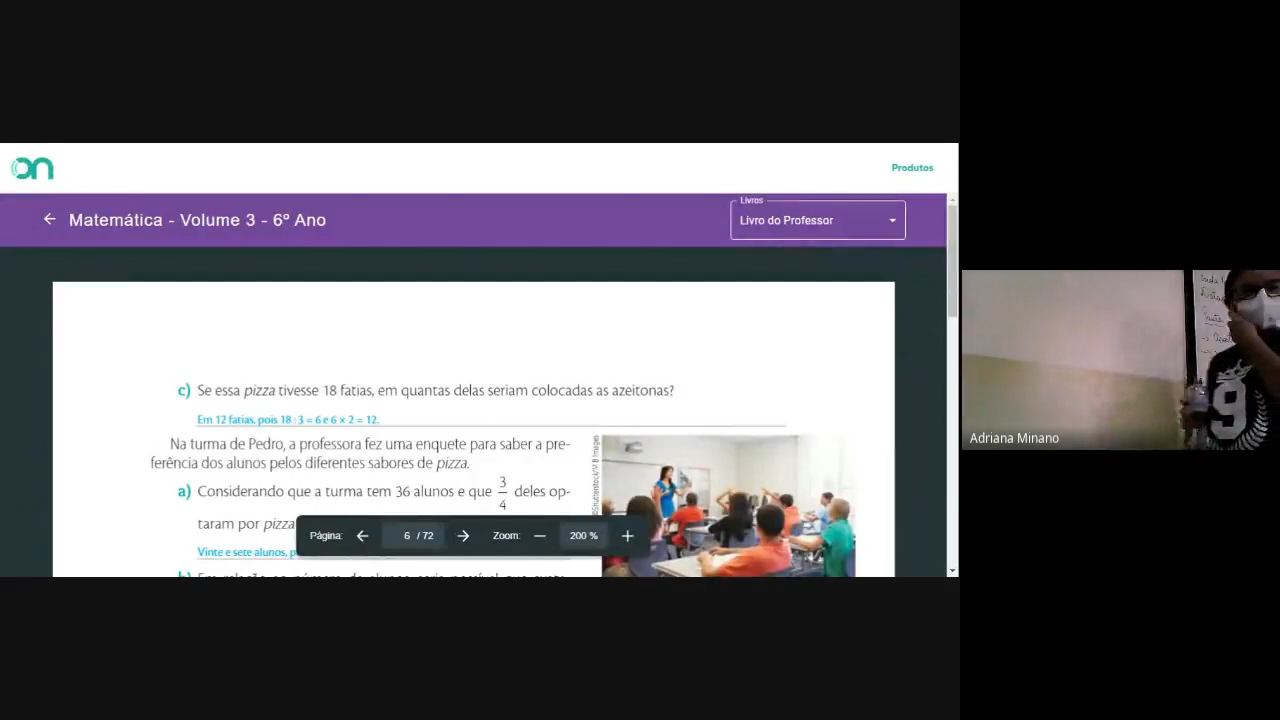 on
Produtos
← Matemática - Volume 3 - 6º Ano
Livros
Livro do Professor
c) Se essa pizza tivesse 18 fatias, em quantas delas seriam colocadas as azeitonas?
Em 12 fatias, pois 18 : 3 = 6 e 6 × 2 = 12.
Na turma de Pedro, a professora fez uma enquete para saber a pre-
ferência dos alunos pelos diferentes sabores de pizza.
a) Considerando que a turma tem 36 alunos e que 3/4 deles op-
taram por pizza
Vinte e sete alunos, p
©Shutterstock/
Página: ← 6 / 72 → Zoom: — 200 % +
Adriana Minano
9